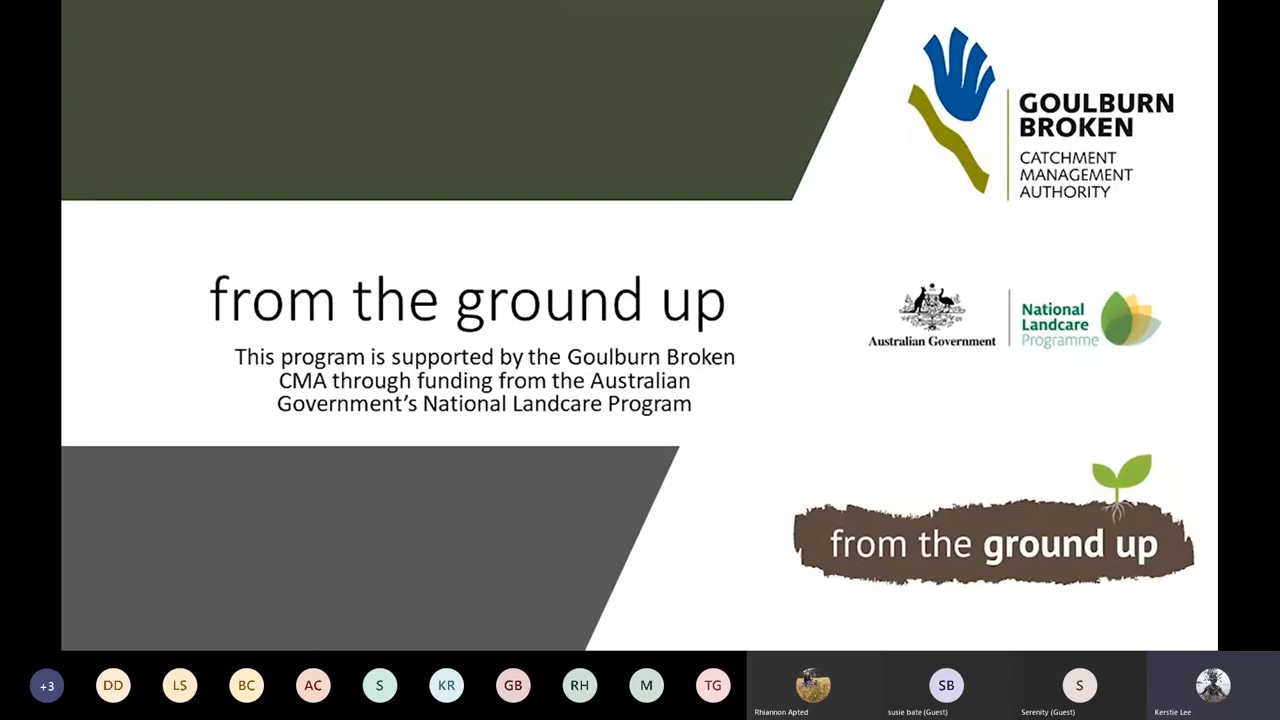 GOULBURN
BROKEN
CATCHMENT
MANAGEMENT
AUTHORITY
from the ground up
This program is supported by the Goulburn Broken
CMA through funding from the Australian
Government’s National Landcare Program
Australian Government
National
Landcare
Programme
from the ground up
+3
DD
LS
BC
AC
S
KR
GB
RH
M
TG
Rhiannon Apted
SB
susie bate (Guest)
S
Serenity (Guest)
Kerstie Lee